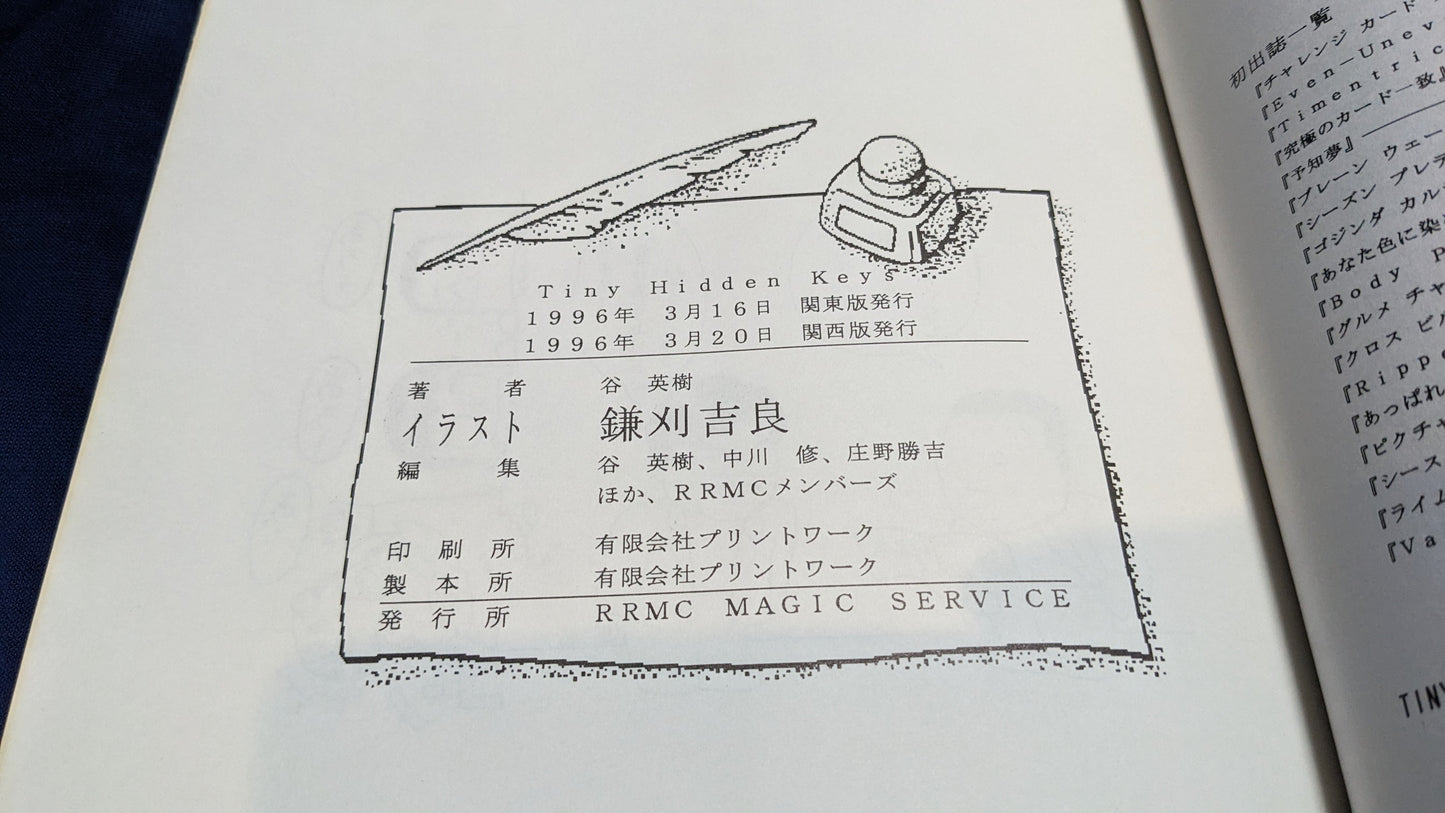 Tiny Hidden Keys
1996年 3月16日 関東版発行
1996年 3月20日 関西版発行
著者 谷 英樹
イラスト 鎌刈吉良
編集 谷 英樹、中川 修、庄野勝吉
ほか、RRMCメンバーズ
印刷所 有限会社プリントワーク
製本所 有限会社プリントワーク
発行所 RRMC MAGIC SERVICE
初出誌一覧
『チャレンジ カード
『Even−Unev
『Timentric
『究極のカード一致』
『予知夢』
『ブレーン ウェー
『シーズン プレデ
『ゴジンダ カル
『あなた色に染
『Body P
『グルメ チャ
『クロス ビル
『Rippe
『あっぱれ
『ピクチャ
『シース
『ライム
『Va
TINY